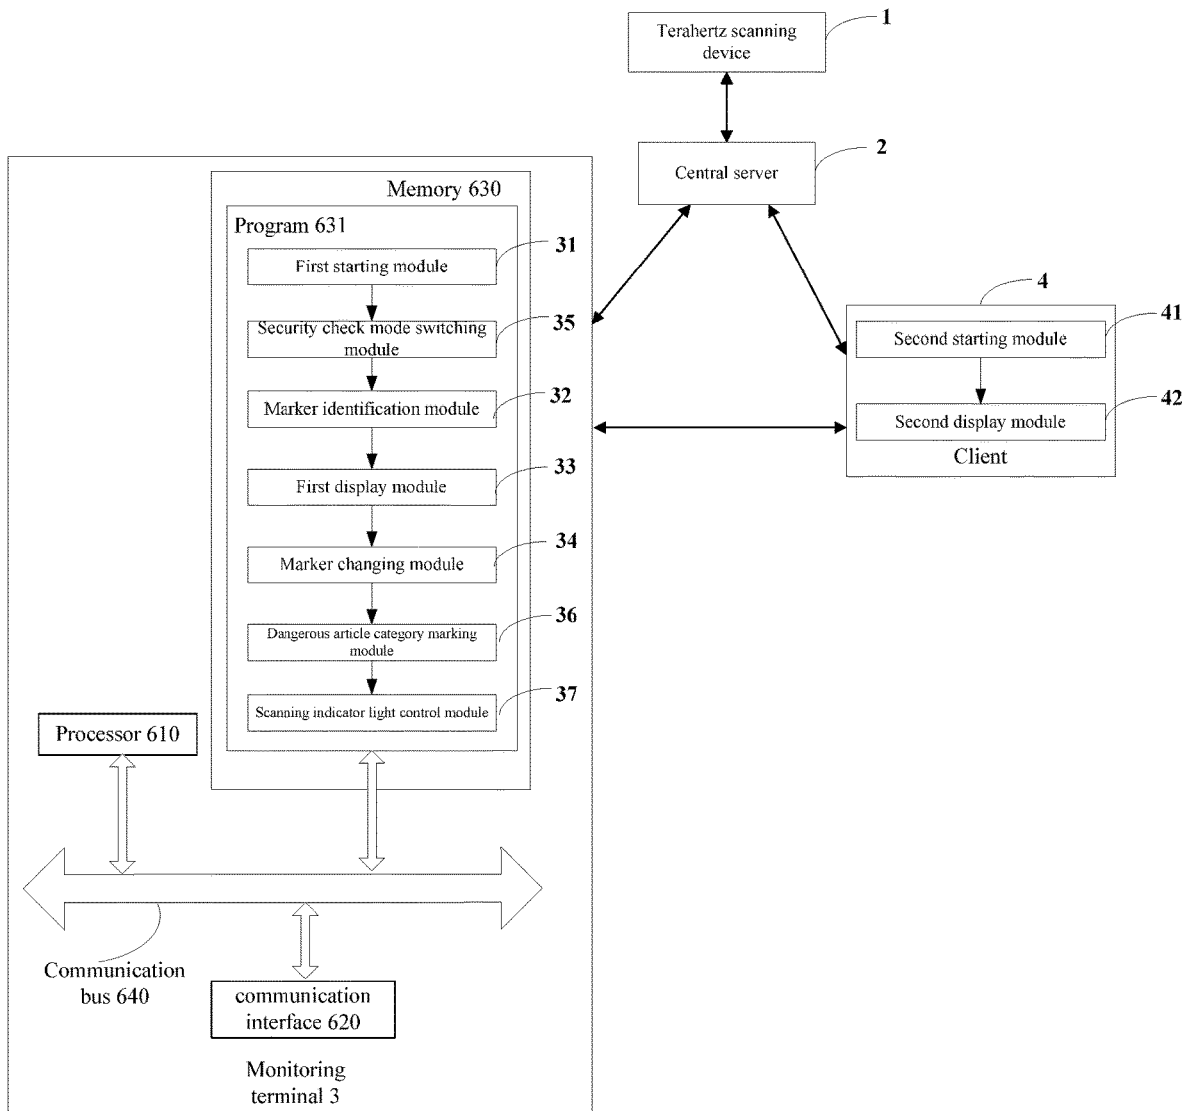 Terahertz scanning
device
1
Central server
2
Memory 630
Program 631
First starting module
31
Security check mode switching
module
35
Marker identification module
32
First display module
33
Marker changing module
34
Dangerous article category marking
module
36
Scanning indicator light control module
37
Processor 610
Communication
bus 640
communication
interface 620
Monitoring
terminal 3
4
Second starting module
41
Second display module
42
Client